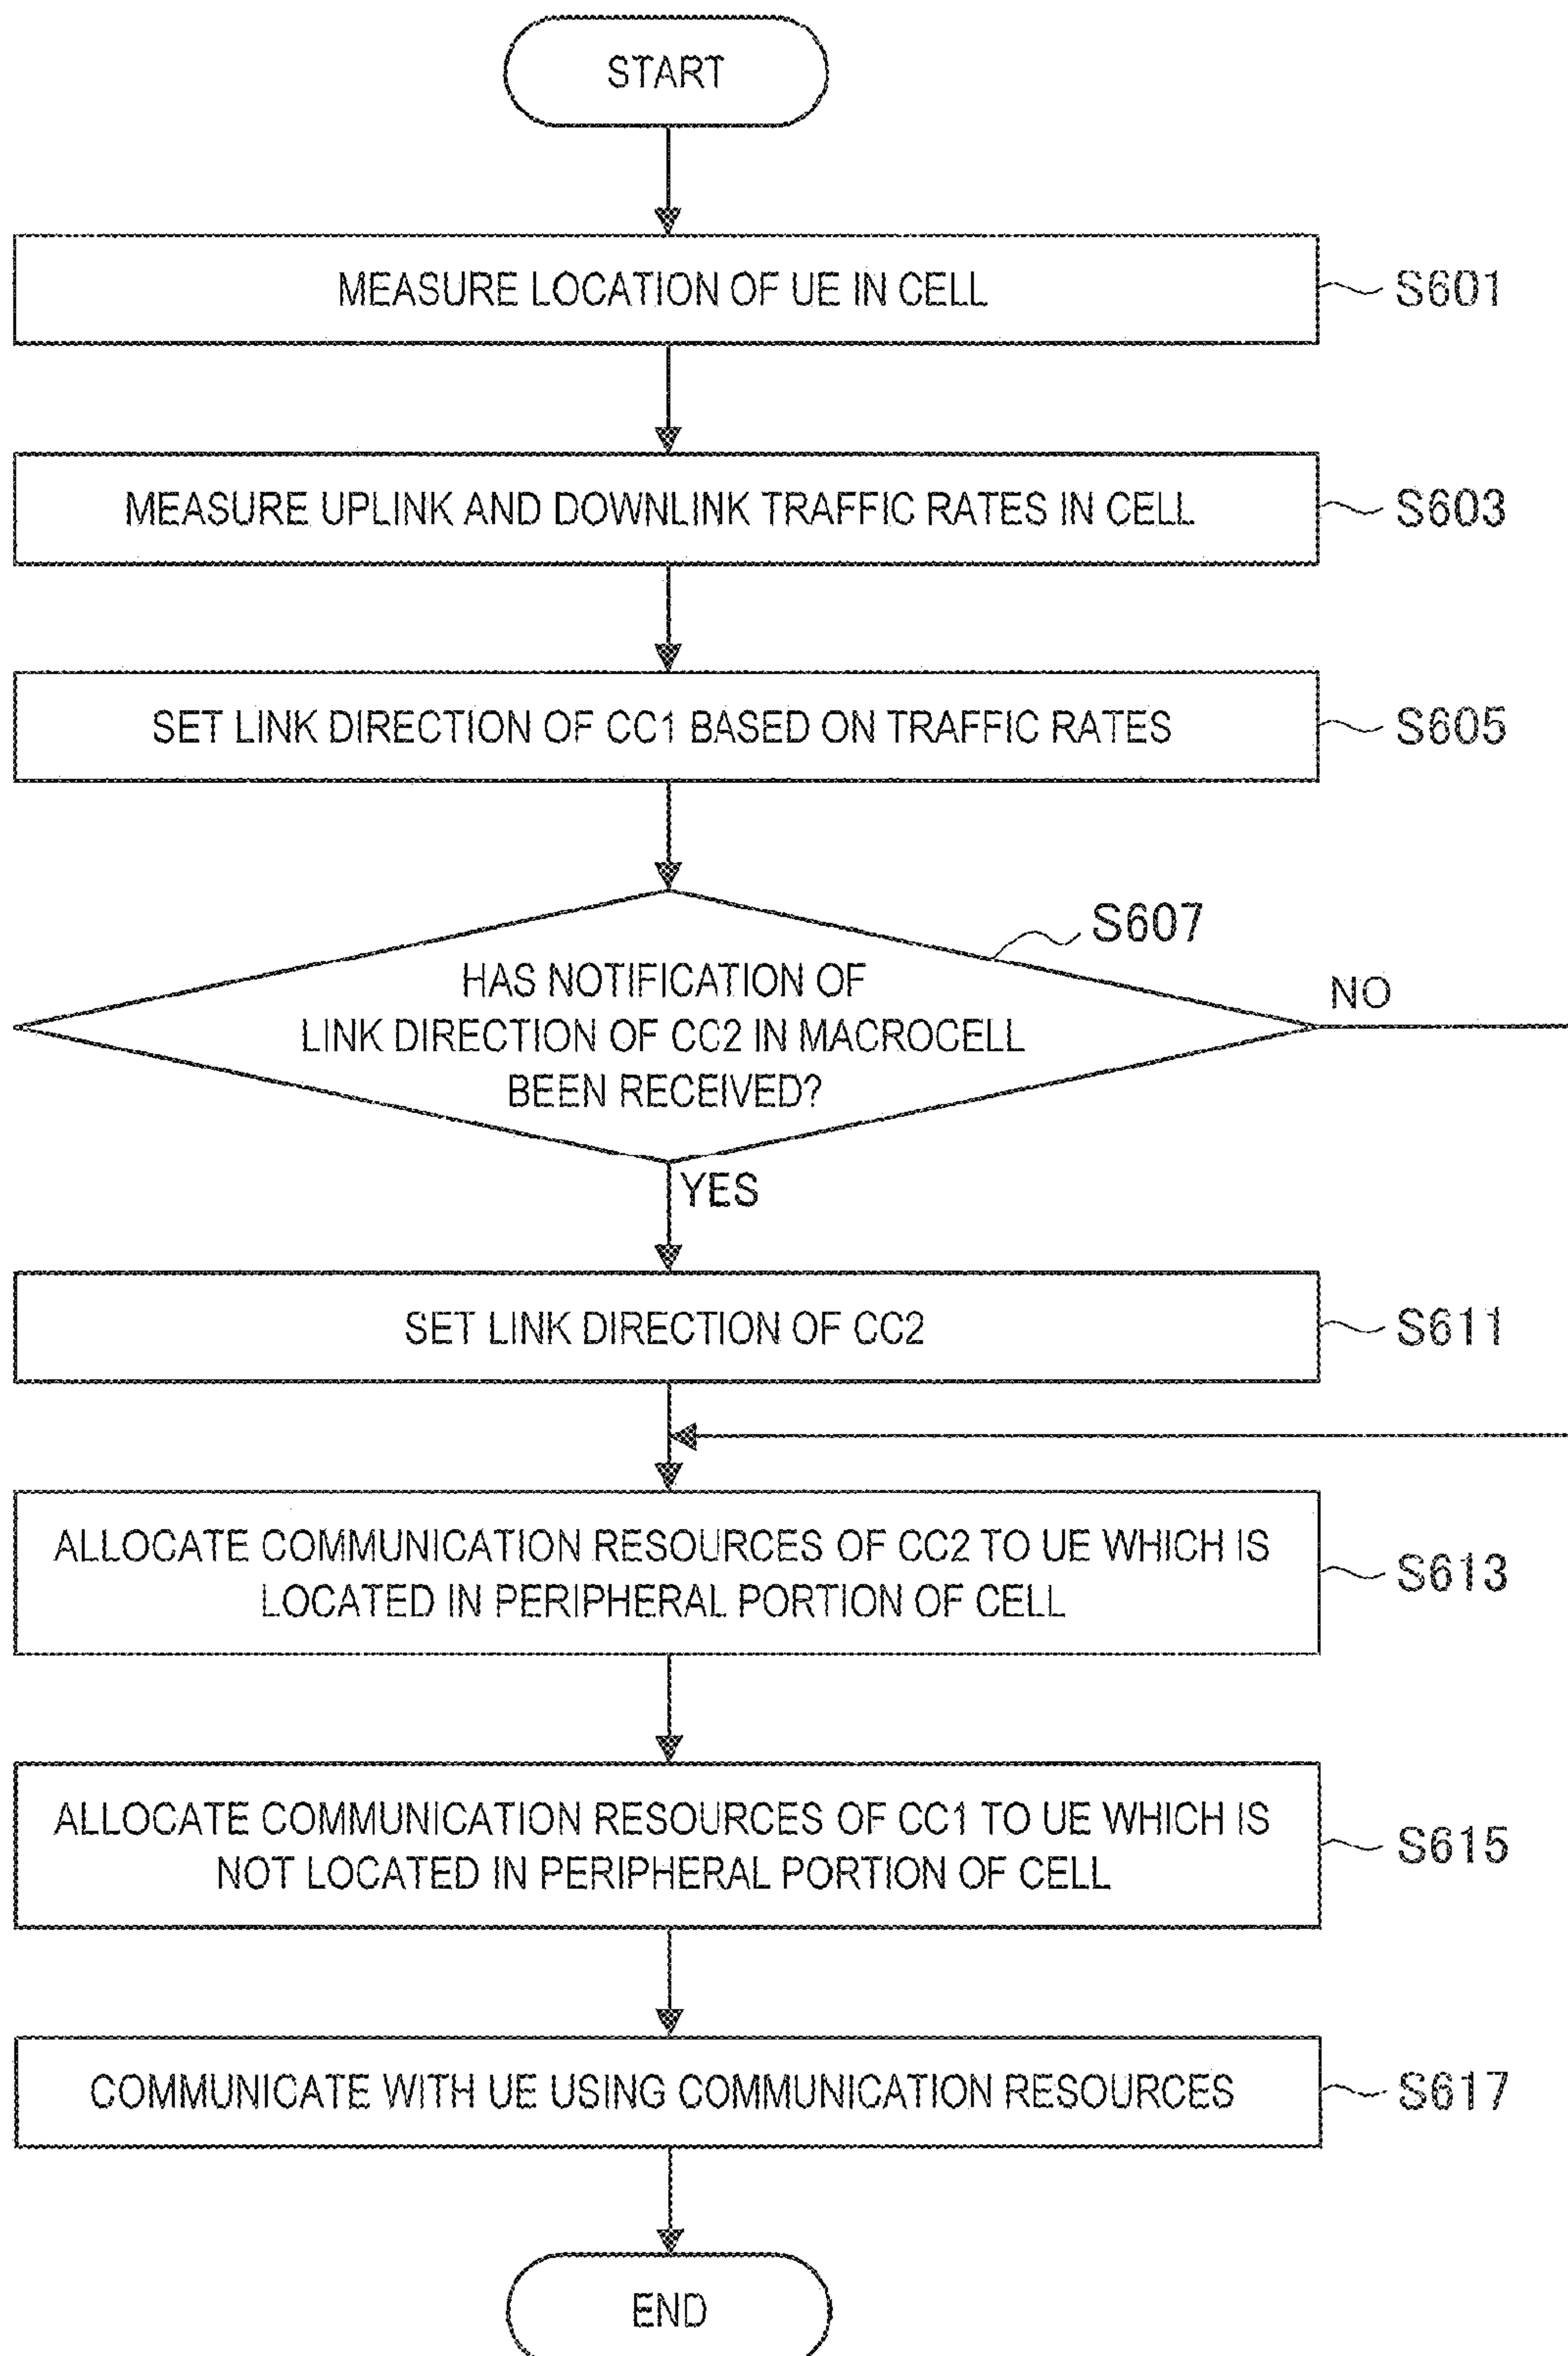 START
MEASURE LOCATION OF UE IN CELL
S601
MEASURE UPLINK AND DOWNLINK TRAFFIC RATES IN CELL
S603
SET LINK DIRECTION OF CC1 BASED ON TRAFFIC RATES
S605
S607
HAS NOTIFICATION OF
LINK DIRECTION OF CC2 IN MACROCELL
BEEN RECEIVED?
NO
YES
SET LINK DIRECTION OF CC2
S611
ALLOCATE COMMUNICATION RESOURCES OF CC2 TO UE WHICH IS
LOCATED IN PERIPHERAL PORTION OF CELL
S613
ALLOCATE COMMUNICATION RESOURCES OF CC1 TO UE WHICH IS
NOT LOCATED IN PERIPHERAL PORTION OF CELL
S615
COMMUNICATE WITH UE USING COMMUNICATION RESOURCES
S617
END